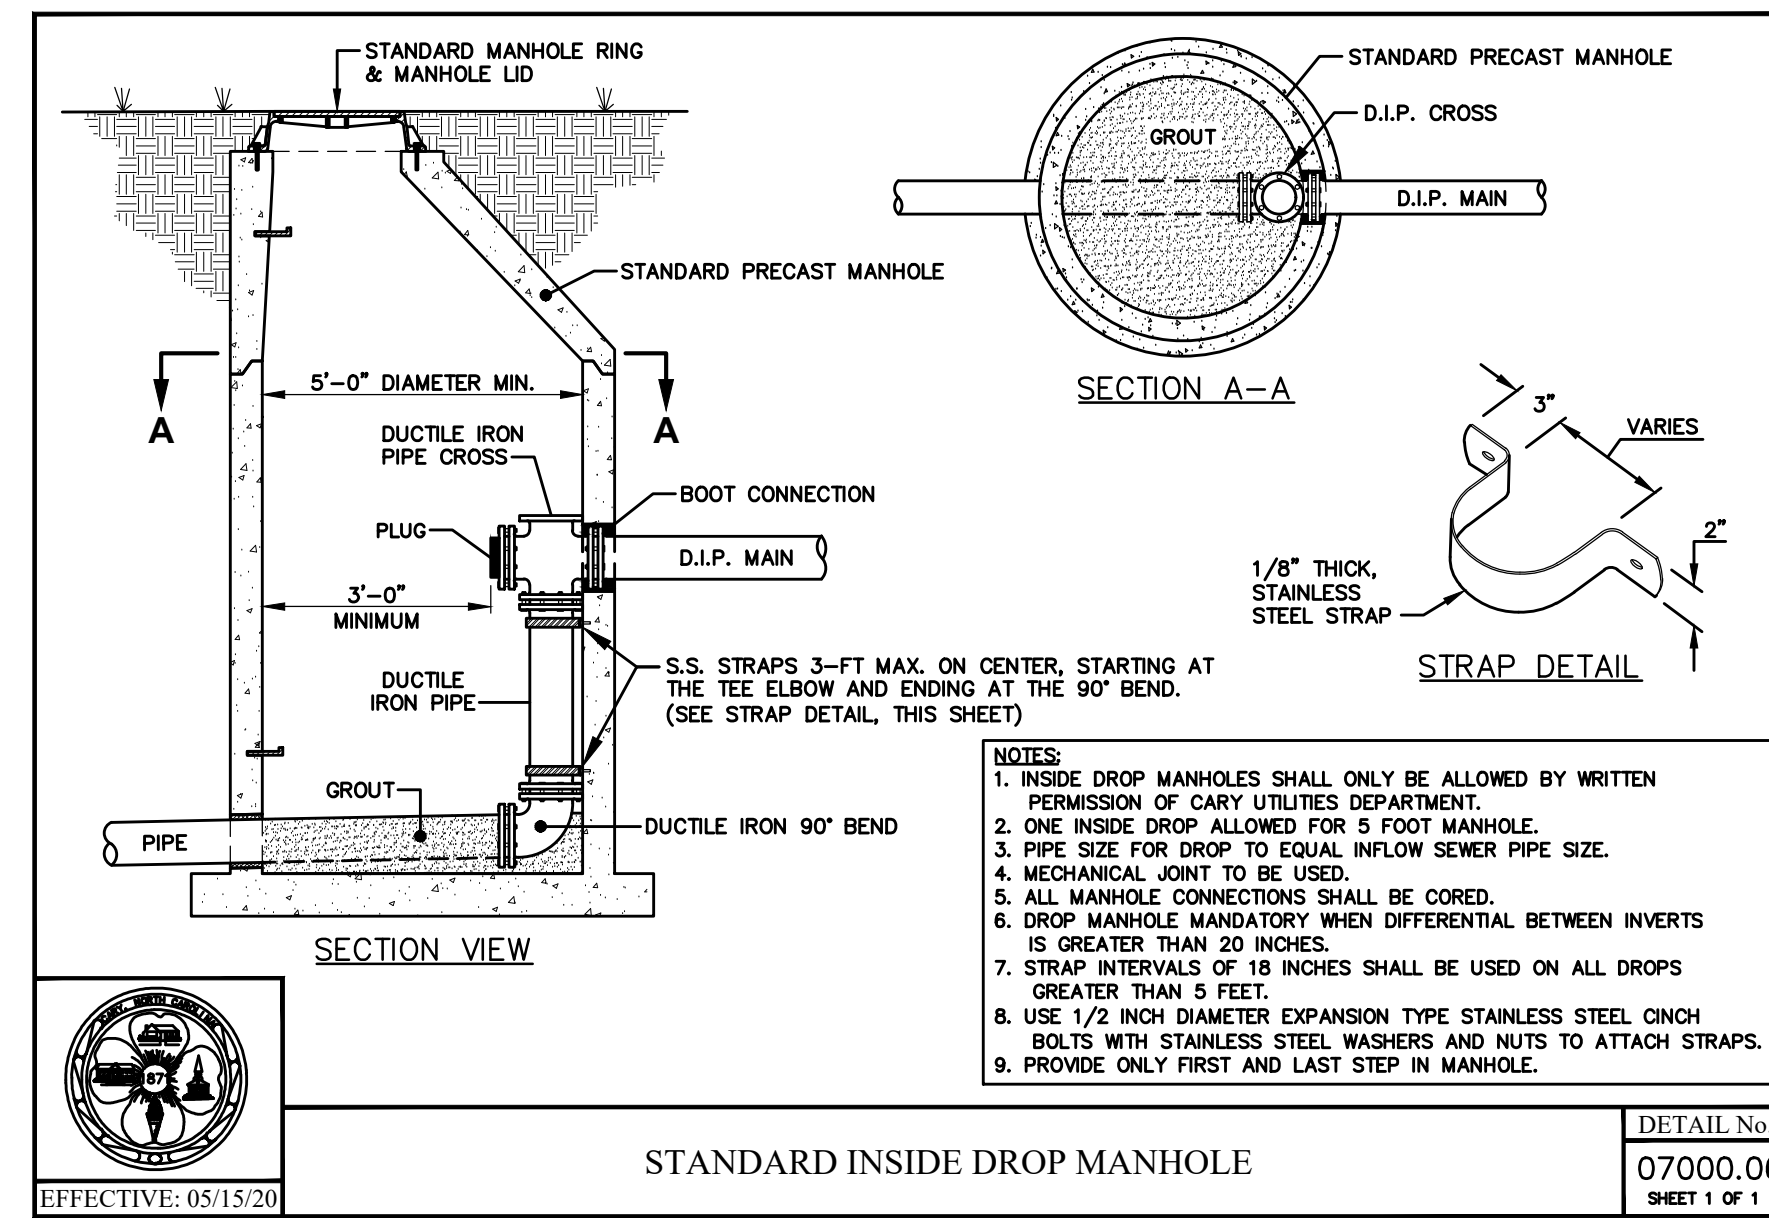 STANDARD MANHOLE RING
& MANHOLE LID
STANDARD PRECAST MANHOLE
A
A
5'-0" DIAMETER MIN.
DUCTILE IRON
PIPE CROSS
BOOT CONNECTION
PLUG
D.I.P. MAIN
3'-0"
MINIMUM
S.S. STRAPS 3-FT MAX. ON CENTER, STARTING AT
THE TEE ELBOW AND ENDING AT THE 90° BEND.
(SEE STRAP DETAIL, THIS SHEET)
DUCTILE
IRON PIPE
GROUT
PIPE
DUCTILE IRON 90° BEND
SECTION VIEW
STANDARD PRECAST MANHOLE
D.I.P. CROSS
GROUT
D.I.P. MAIN
SECTION A-A
3"
VARIES
2"
1/8" THICK,
STAINLESS
STEEL STRAP
STRAP DETAIL
NOTES:
1. INSIDE DROP MANHOLES SHALL ONLY BE ALLOWED BY WRITTEN
PERMISSION OF CARY UTILITIES DEPARTMENT.
2. ONE INSIDE DROP ALLOWED FOR 5 FOOT MANHOLE.
3. PIPE SIZE FOR DROP TO EQUAL INFLOW SEWER PIPE SIZE.
4. MECHANICAL JOINT TO BE USED.
5. ALL MANHOLE CONNECTIONS SHALL BE CORED.
6. DROP MANHOLE MANDATORY WHEN DIFFERENTIAL BETWEEN INVERTS
IS GREATER THAN 20 INCHES.
7. STRAP INTERVALS OF 18 INCHES SHALL BE USED ON ALL DROPS
GREATER THAN 5 FEET.
8. USE 1/2 INCH DIAMETER EXPANSION TYPE STAINLESS STEEL CINCH
BOLTS WITH STAINLESS STEEL WASHERS AND NUTS TO ATTACH STRAPS.
9. PROVIDE ONLY FIRST AND LAST STEP IN MANHOLE.
CARY, NORTH CAROLINA
EFFECTIVE: 05/15/20
STANDARD INSIDE DROP MANHOLE
DETAIL No.
07000.06
SHEET 1 OF 1